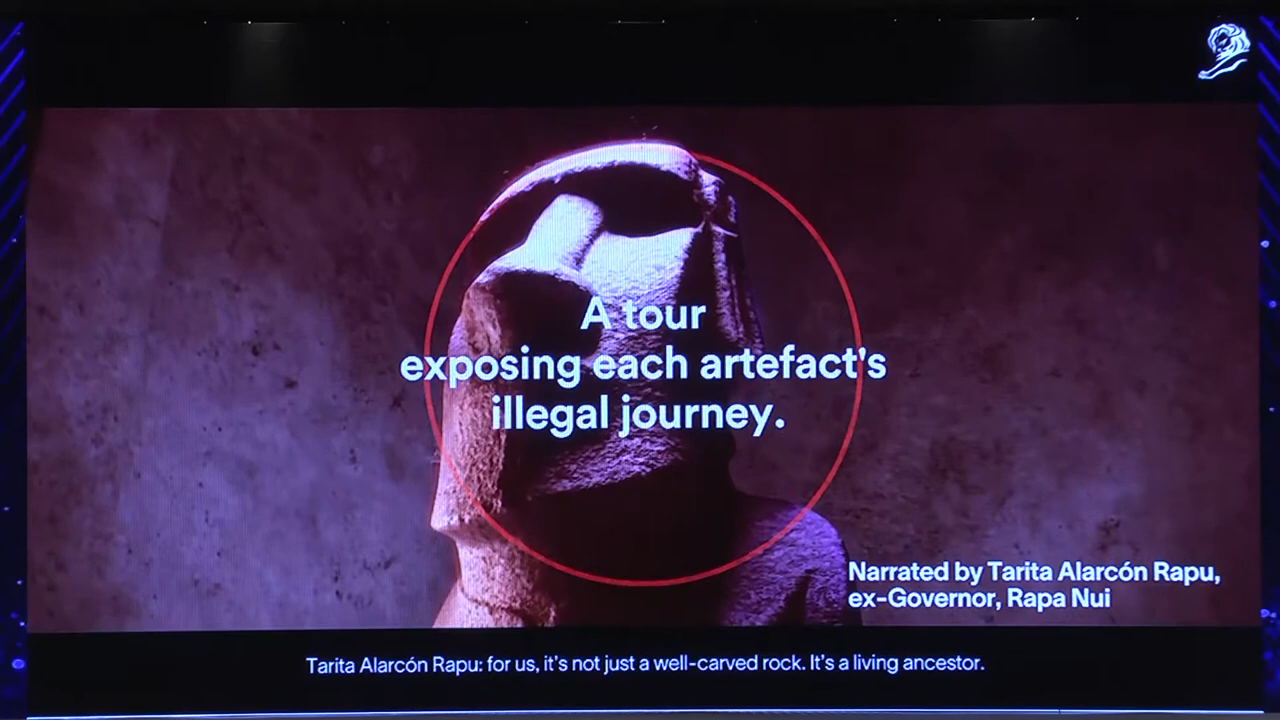 A tour
exposing each artefact's
illegal journey.
Narrated by Tarita Alarcón Rapu,
ex-Governor, Rapa Nui
Tarita Alarcón Rapu: for us, it's not just a well-carved rock. It's a living ancestor.